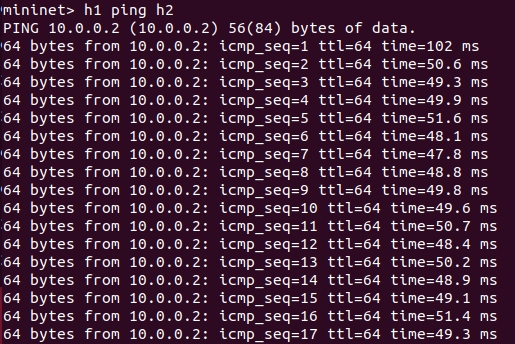 mininet> h1 ping h2
PING 10.0.0.2 (10.0.0.2) 56(84) bytes of data.
64 bytes from 10.0.0.2: icmp_seq=1 ttl=64 time=102 ms
64 bytes from 10.0.0.2: icmp_seq=2 ttl=64 time=50.6 ms
64 bytes from 10.0.0.2: icmp_seq=3 ttl=64 time=49.3 ms
64 bytes from 10.0.0.2: icmp_seq=4 ttl=64 time=49.9 ms
64 bytes from 10.0.0.2: icmp_seq=5 ttl=64 time=51.6 ms
64 bytes from 10.0.0.2: icmp_seq=6 ttl=64 time=48.1 ms
64 bytes from 10.0.0.2: icmp_seq=7 ttl=64 time=47.8 ms
64 bytes from 10.0.0.2: icmp_seq=8 ttl=64 time=48.8 ms
64 bytes from 10.0.0.2: icmp_seq=9 ttl=64 time=49.8 ms
64 bytes from 10.0.0.2: icmp_seq=10 ttl=64 time=49.6 ms
64 bytes from 10.0.0.2: icmp_seq=11 ttl=64 time=50.7 ms
64 bytes from 10.0.0.2: icmp_seq=12 ttl=64 time=48.4 ms
64 bytes from 10.0.0.2: icmp_seq=13 ttl=64 time=50.2 ms
64 bytes from 10.0.0.2: icmp_seq=14 ttl=64 time=48.9 ms
64 bytes from 10.0.0.2: icmp_seq=15 ttl=64 time=49.1 ms
64 bytes from 10.0.0.2: icmp_seq=16 ttl=64 time=51.4 ms
64 bytes from 10.0.0.2: icmp_seq=17 ttl=64 time=49.3 ms